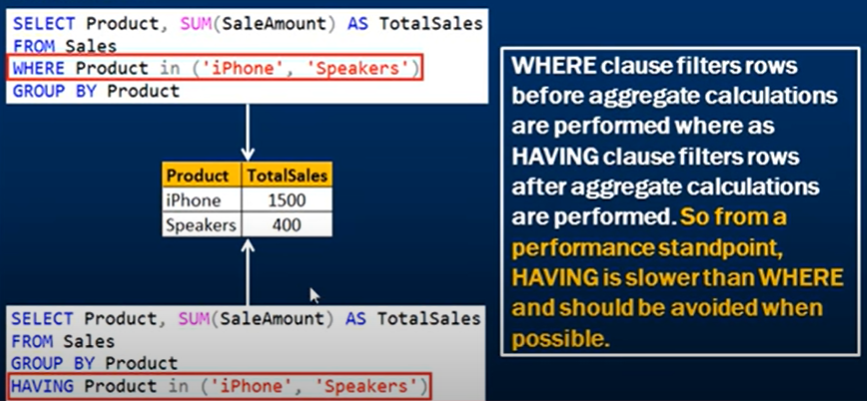 SELECT Product, SUM(SaleAmount) AS TotalSales
FROM Sales
WHERE Product in ('iPhone', 'Speakers')
GROUP BY Product
Product TotalSales
iPhone 1500
Speakers 400
SELECT Product, SUM(SaleAmount) AS TotalSales
FROM Sales
GROUP BY Product
HAVING Product in ('iPhone', 'Speakers')
WHERE clause filters rows
before aggregate calculations
are performed where as
HAVING clause filters rows
after aggregate calculations
are performed. So from a
performance standpoint,
HAVING is slower than WHERE
and should be avoided when
possible.